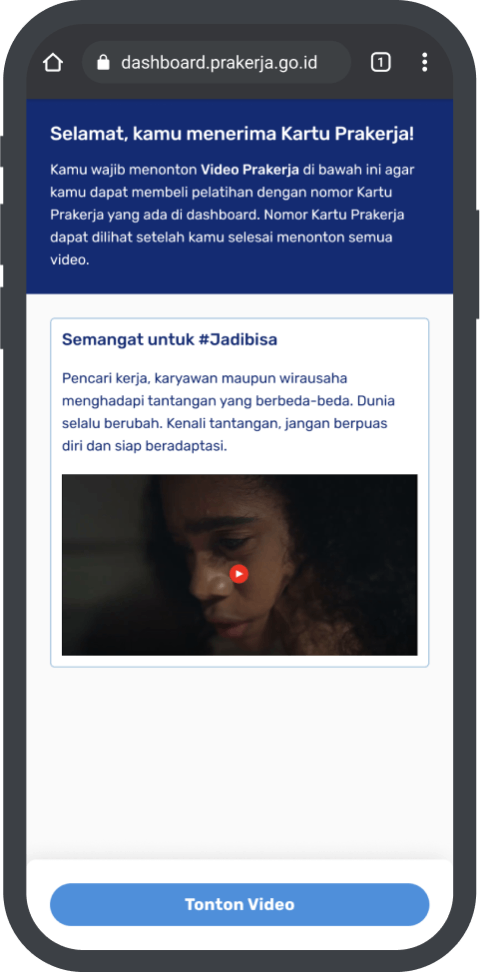 dashboard.prakerja.go.id
1
Selamat, kamu menerima Kartu Prakerja!
Kamu wajib menonton Video Prakerja di bawah ini agar
kamu dapat membeli pelatihan dengan nomor Kartu
Prakerja yang ada di dashboard. Nomor Kartu Prakerja
dapat dilihat setelah kamu selesai menonton semua
video.
Semangat untuk #Jadibisa
Pencari kerja, karyawan maupun wirausaha
menghadapi tantangan yang berbeda-beda. Dunia
selalu berubah. Kenali tantangan, jangan berpuas
diri dan siap beradaptasi.
Tonton Video